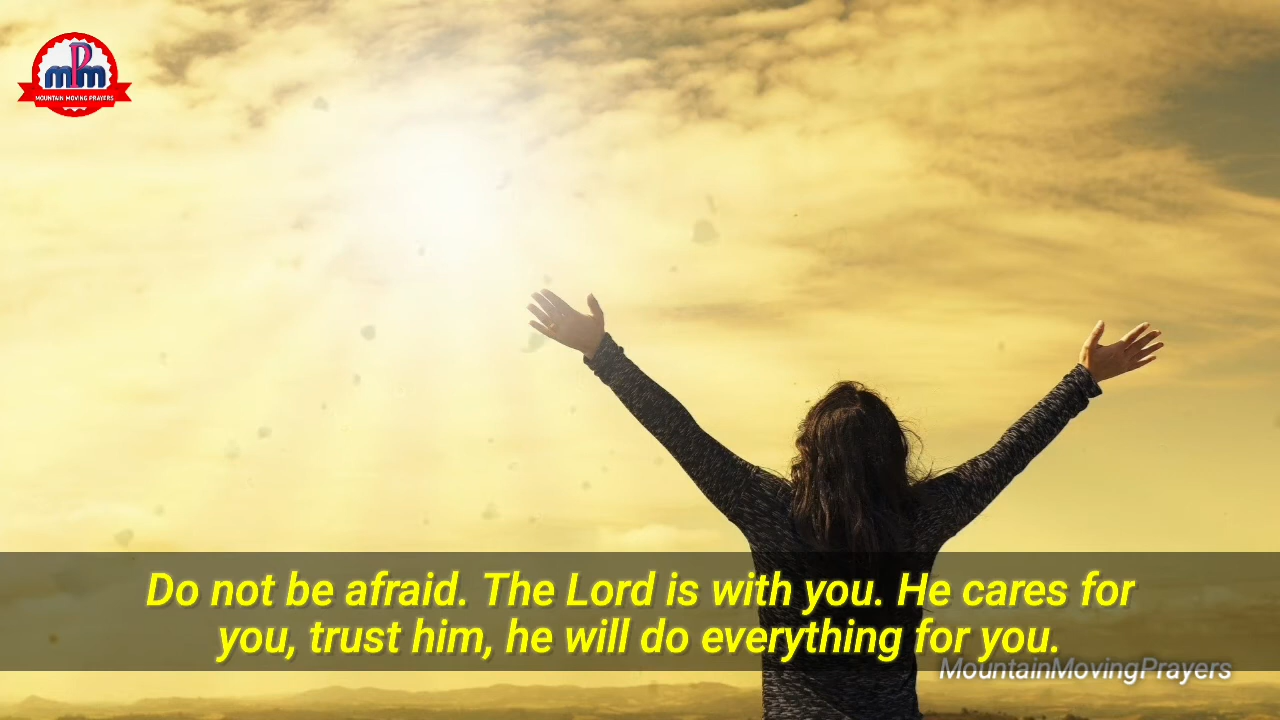 mPm
MOUNTAIN MOVING PRAYERS
Do not be afraid. The Lord is with you. He cares for
you, trust him, he will do everything for you.
MountainMovingPrayers